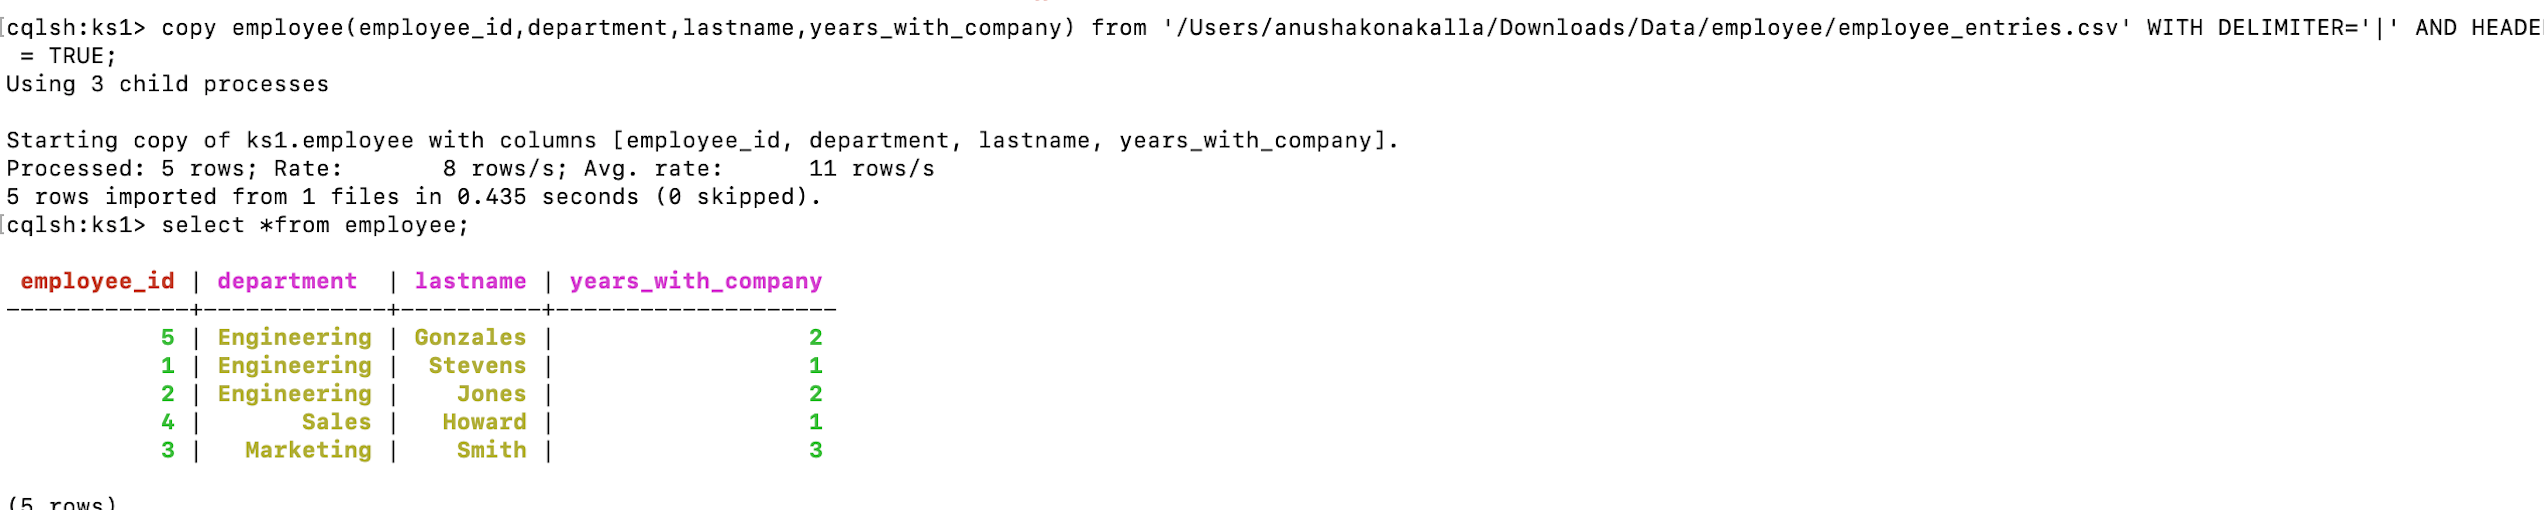 [cqlsh:ks1> copy employee(employee_id,department,lastname,years_with_company) from '/Users/anushakonakalla/Downloads/Data/employee/employee_entries.csv' WITH DELIMITER='|' AND HEADE
 = TRUE;
Using 3 child processes
Starting copy of ks1.employee with columns [employee_id, department, lastname, years_with_company].
Processed: 5 rows; Rate:       8 rows/s; Avg. rate:      11 rows/s
5 rows imported from 1 files in 0.435 seconds (0 skipped).
[cqlsh:ks1> select *from employee;
 employee_id | department  | lastname | years_with_company
-------------+-------------+----------+--------------------
           5 | Engineering | Gonzales |                  2
           1 | Engineering |  Stevens |                  1
           2 | Engineering |    Jones |                  2
           4 |       Sales |   Howard |                  1
           3 |   Marketing |    Smith |                  3
(5 rows)